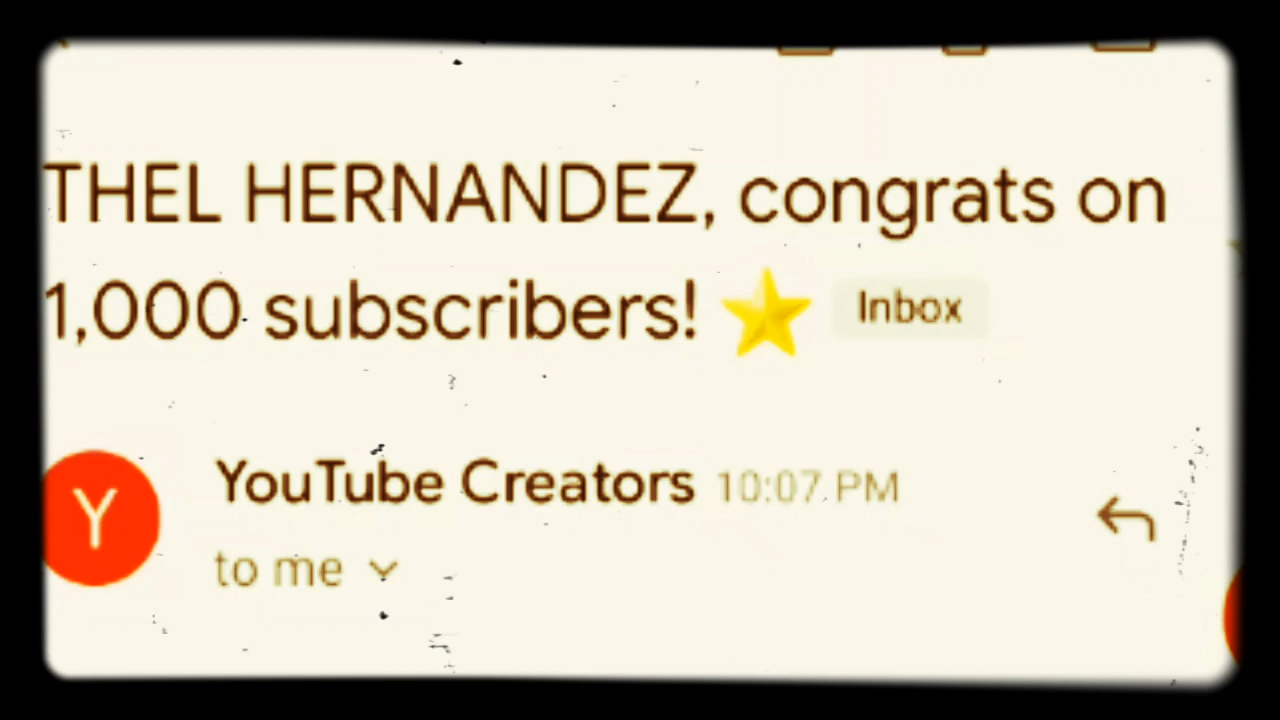 THEL HERNANDEZ, congrats on
1,000 subscribers! ⭐ Inbox
Y
YouTube Creators 10:07 PM
to me